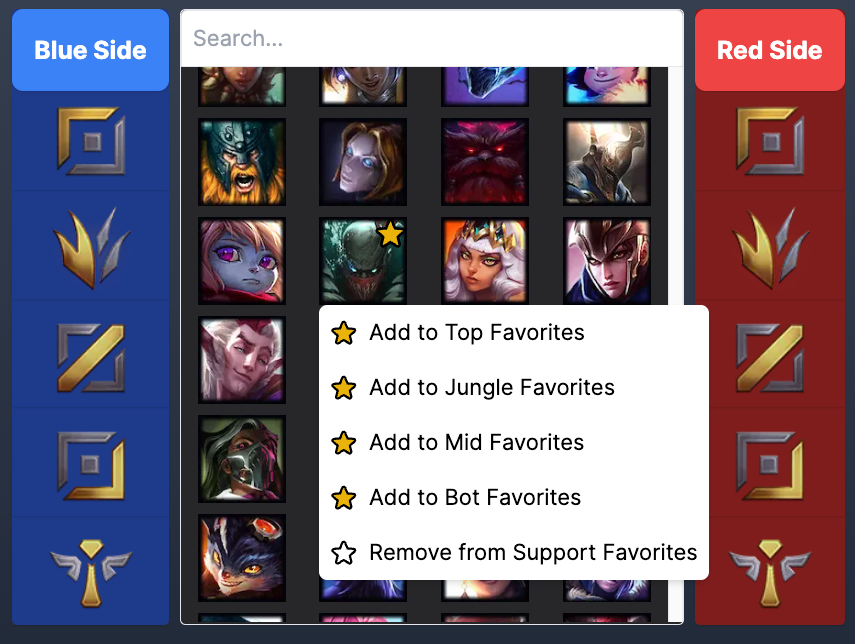 Blue Side
Search...
Red Side
Add to Top Favorites
Add to Jungle Favorites
Add to Mid Favorites
Add to Bot Favorites
Remove from Support Favorites